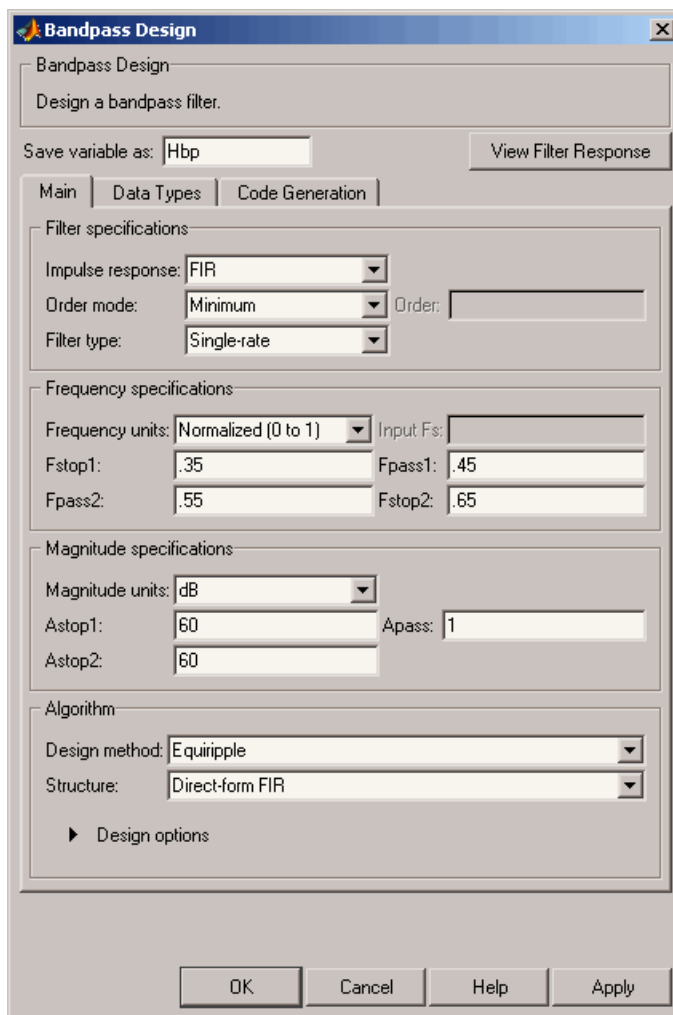 Bandpass Design
Bandpass Design
Design a bandpass filter.
Save variable as: Hbp View Filter Response
Main Data Types Code Generation
Filter specifications
Impulse response: FIR
Order mode: Minimum Order:
Filter type: Single-rate
Frequency specifications
Frequency units: Normalized (0 to 1) Input Fs:
Fstop1: .35 Fpass1: .45
Fpass2: .55 Fstop2: .65
Magnitude specifications
Magnitude units: dB
Astop1: 60 Apass: 1
Astop2: 60
Algorithm
Design method: Equiripple
Structure: Direct-form FIR
Design options
OK Cancel Help Apply